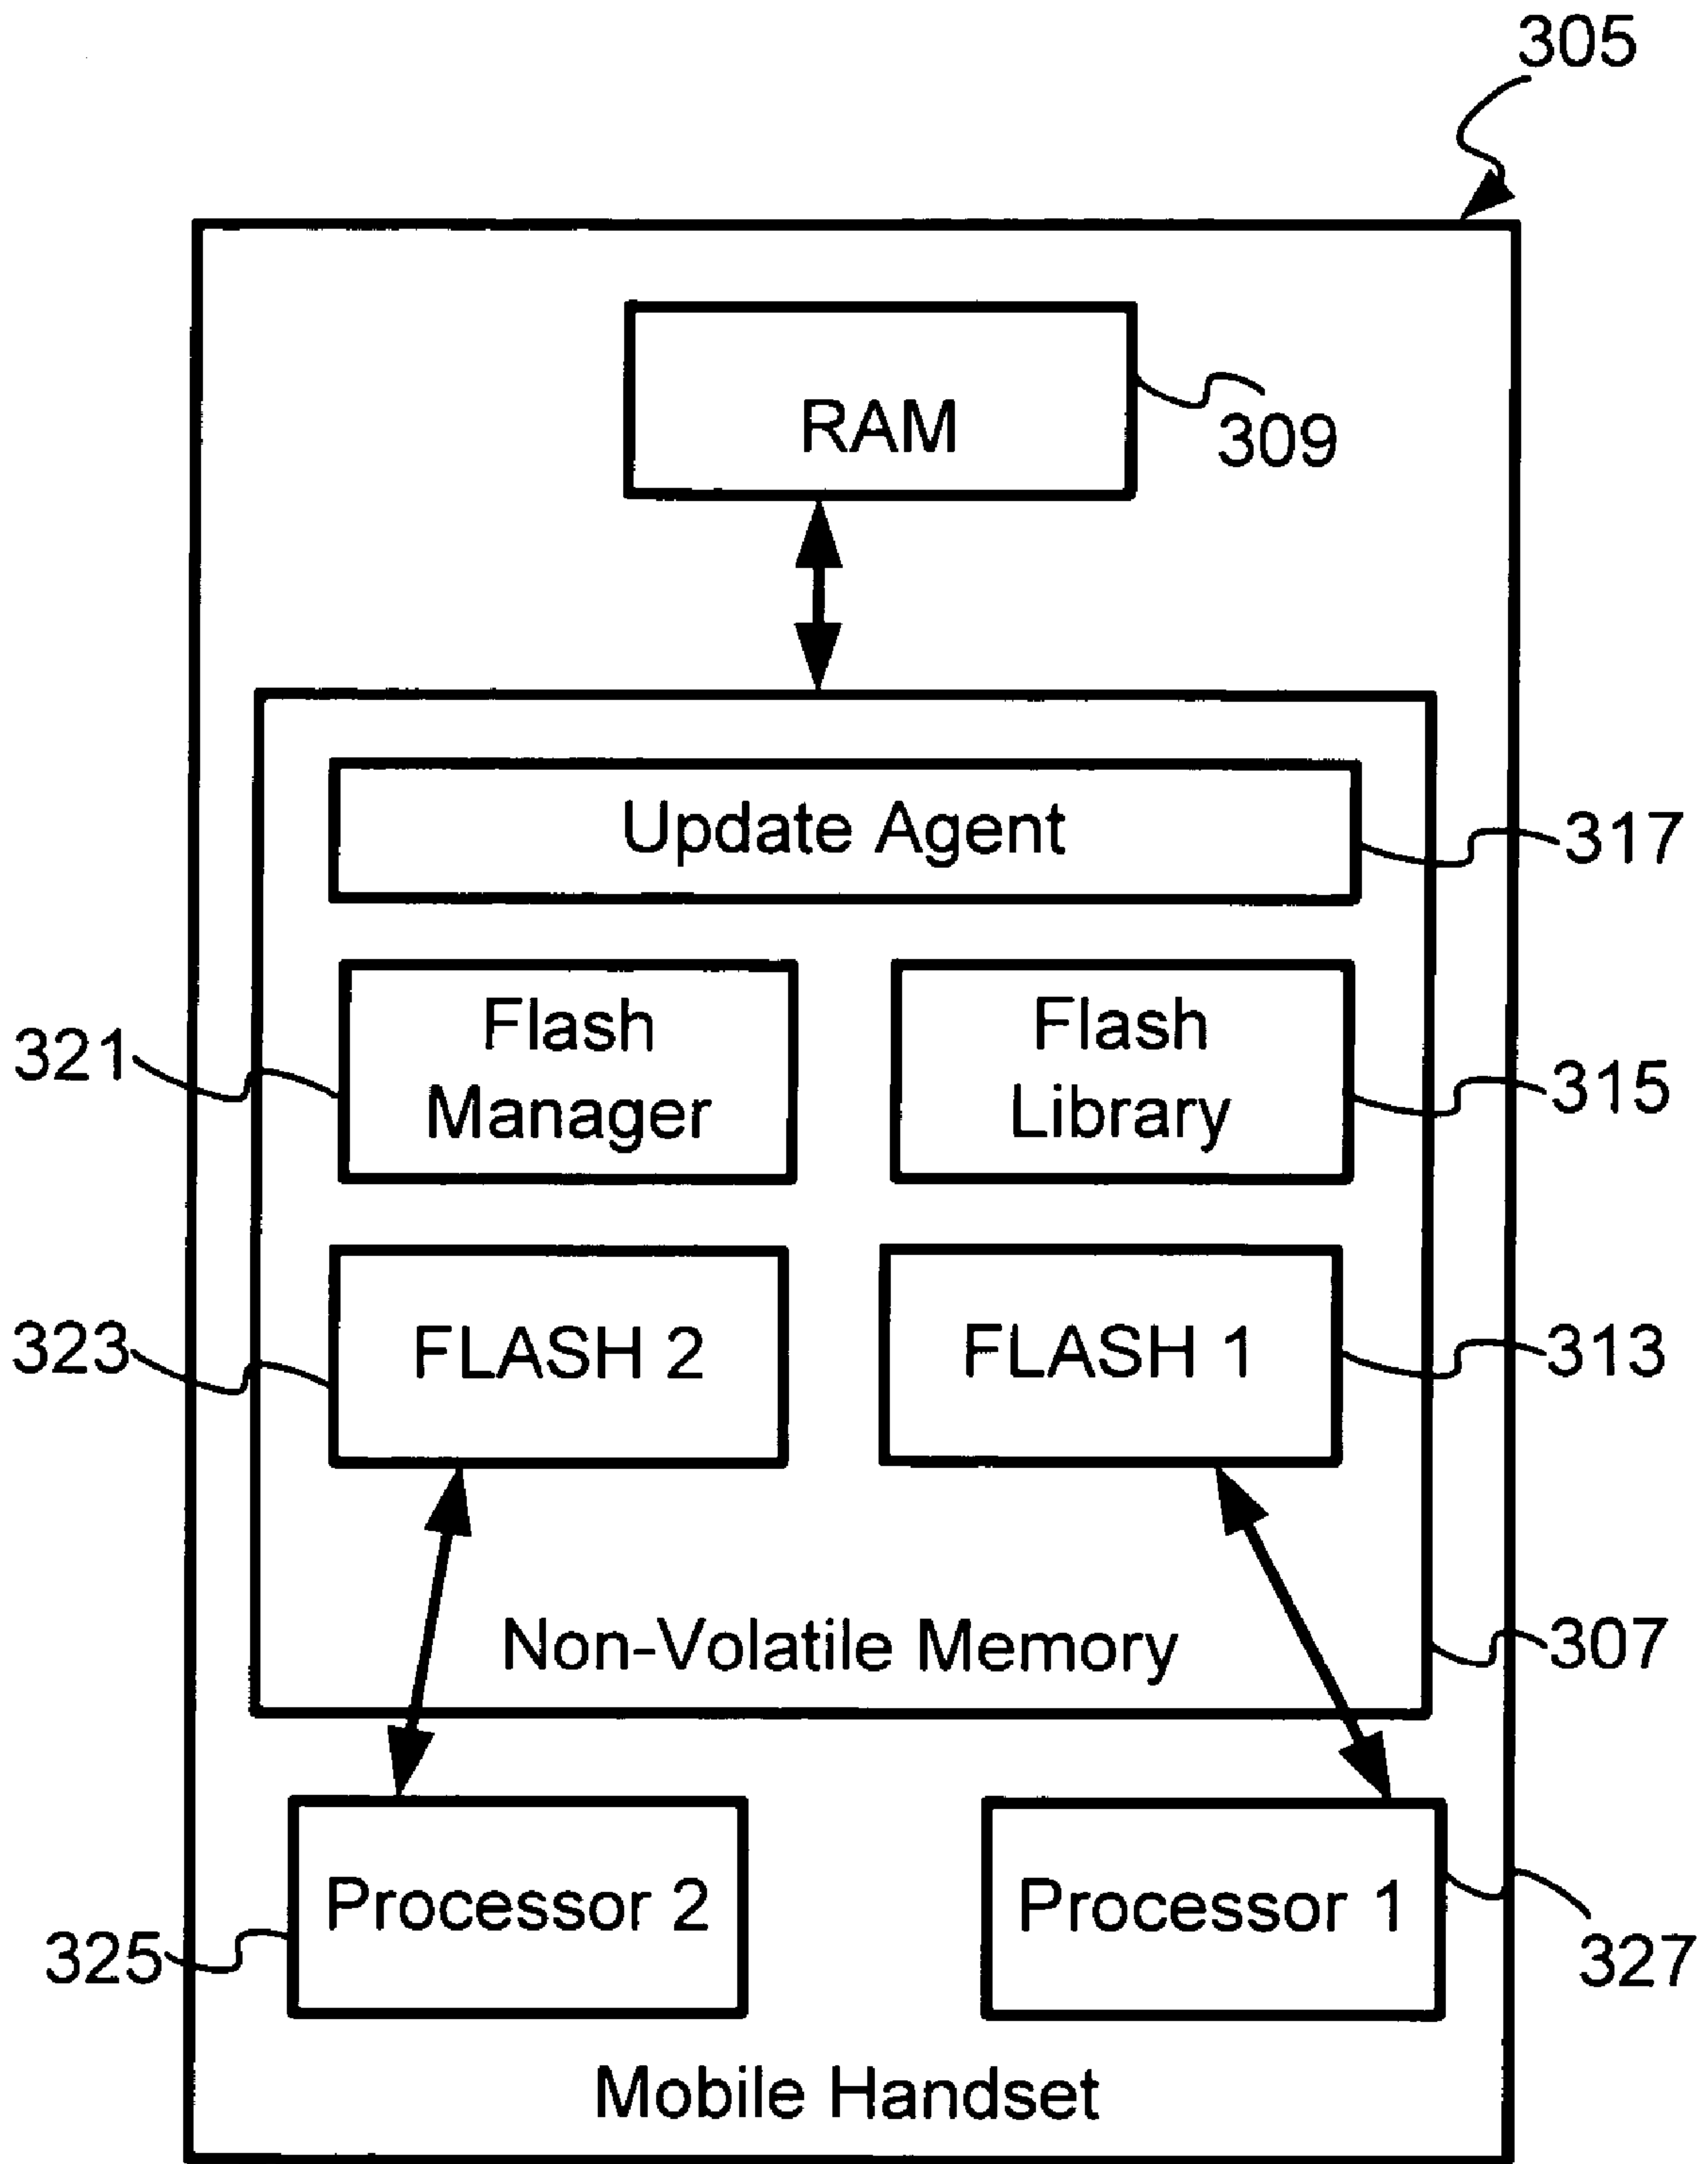 305
RAM
309
Update Agent
317
Flash
Manager
321
Flash
Library
315
FLASH 2
323
FLASH 1
313
Non-Volatile Memory
307
Processor 2
325
Processor 1
327
Mobile Handset